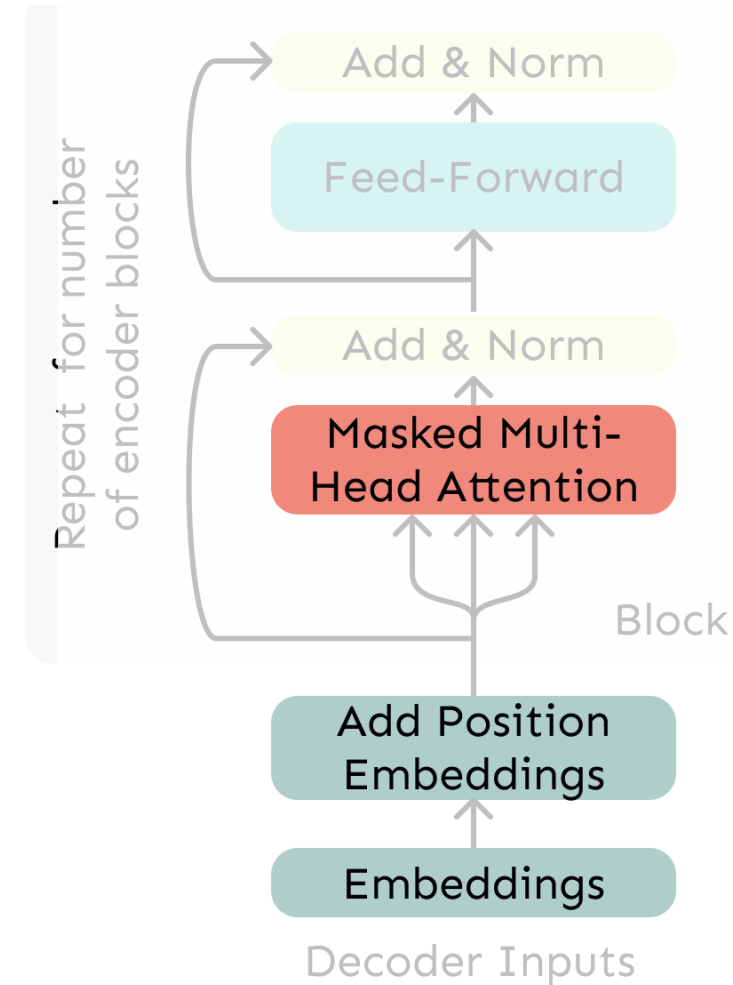 Add & Norm
Feed-Forward
Repeat for number
of encoder blocks
Add & Norm
Masked Multi-
Head Attention
Block
Add Position
Embeddings
Embeddings
Decoder Inputs